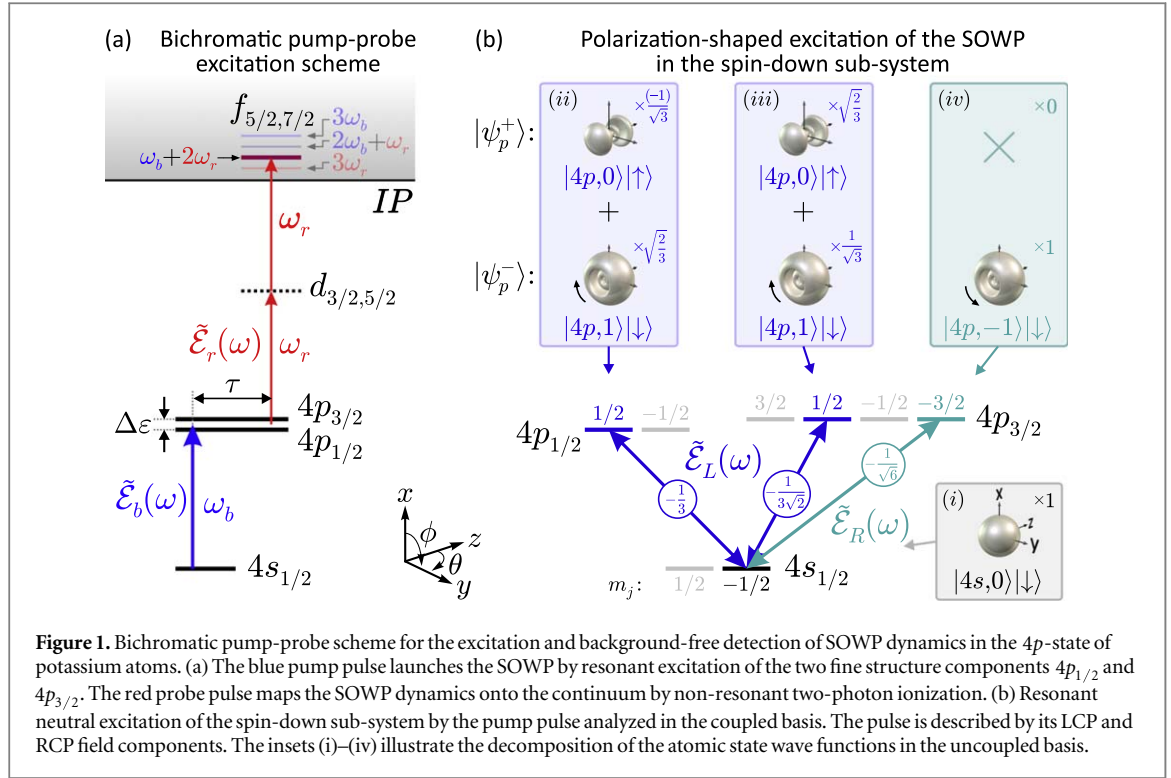 (a) Bichromatic pump-probe
excitation scheme
f5/2,7/2
3ωb
2ωb+ωr
ωb+2ωr
3ωr
IP
ωr
d3/2,5/2
Ẽr(ω) ωr
τ
4p3/2
Δε
4p1/2
Ẽb(ω) ωb
4s1/2
x
ϕ
z
θ
y
(b) Polarization-shaped excitation of the SOWP
in the spin-down sub-system
|ψp+⟩:
(ii) ×(-1)/√3
|4p,0⟩|↑⟩
+
|ψp−⟩:
×√2/3
|4p,1⟩|↓⟩
(iii) ×√2/3
|4p,0⟩|↑⟩
+
×1/√3
|4p,1⟩|↓⟩
(iv) ×0
×1
|4p,−1⟩|↓⟩
1/2 −1/2
4p1/2
3/2 1/2 −1/2 −3/2
4p3/2
ẼL(ω)
−1/3
−1/3√2
−1/√6
ẼR(ω)
mj: 1/2 −1/2
4s1/2
(i) ×1
x
z
y
|4s,0⟩|↓⟩
Figure 1. Bichromatic pump-probe scheme for the excitation and background-free detection of SOWP dynamics in the 4p-state of
potassium atoms. (a) The blue pump pulse launches the SOWP by resonant excitation of the two fine structure components 4p1/2 and
4p3/2. The red probe pulse maps the SOWP dynamics onto the continuum by non-resonant two-photon ionization. (b) Resonant
neutral excitation of the spin-down sub-system by the pump pulse analyzed in the coupled basis. The pulse is described by its LCP and
RCP field components. The insets (i)–(iv) illustrate the decomposition of the atomic state wave functions in the uncoupled basis.